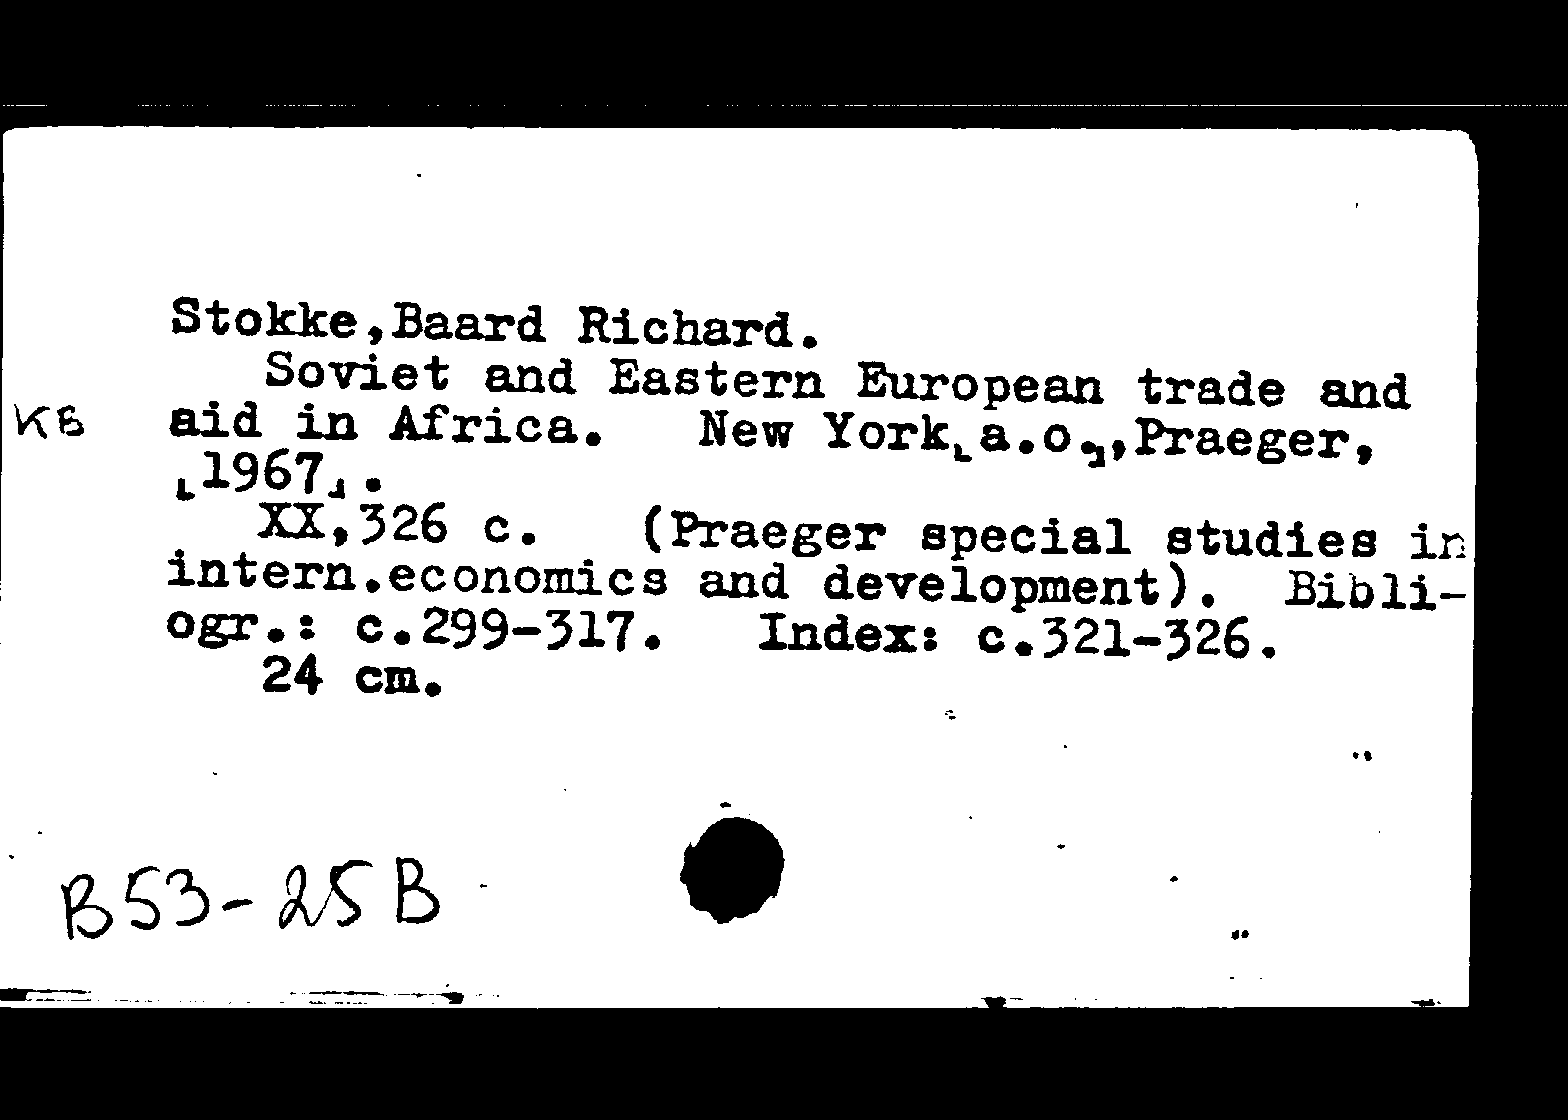 Stokke,Baard Richard.
Soviet and Eastern European trade and
КБ aid in Africa. New York[a.o.],Praeger,
[1967].
XX,326 c. (Praeger special studies in
intern.economics and development). Bibli-
ogr.: c.299-317. Index: c.321-326.
24 cm.
B53-25B